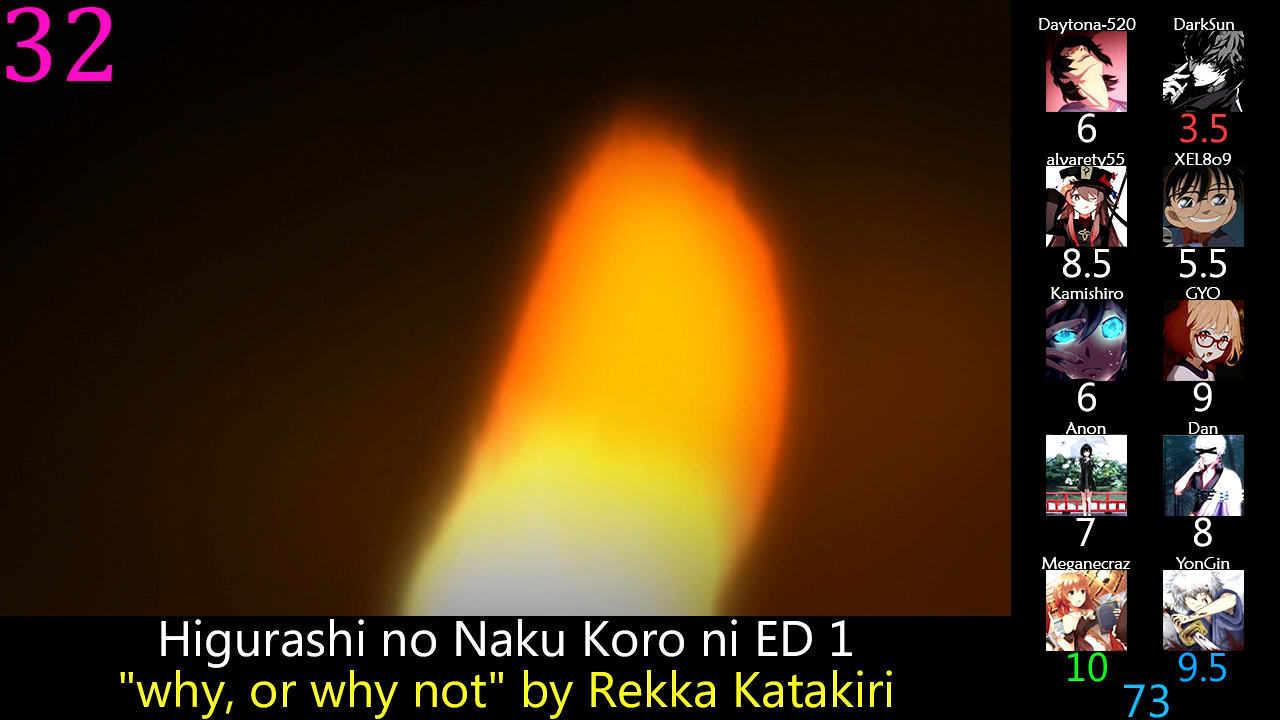 32
Daytona-520 DarkSun
6 3.5
alvarety55 XEL8o9
8.5 5.5
Kamishiro GYO
6 9
Anon Dan
7 8
Meganecraz YonGin
10 9.5
73
Higurashi no Naku Koro ni ED 1
"why, or why not" by Rekka Katakiri